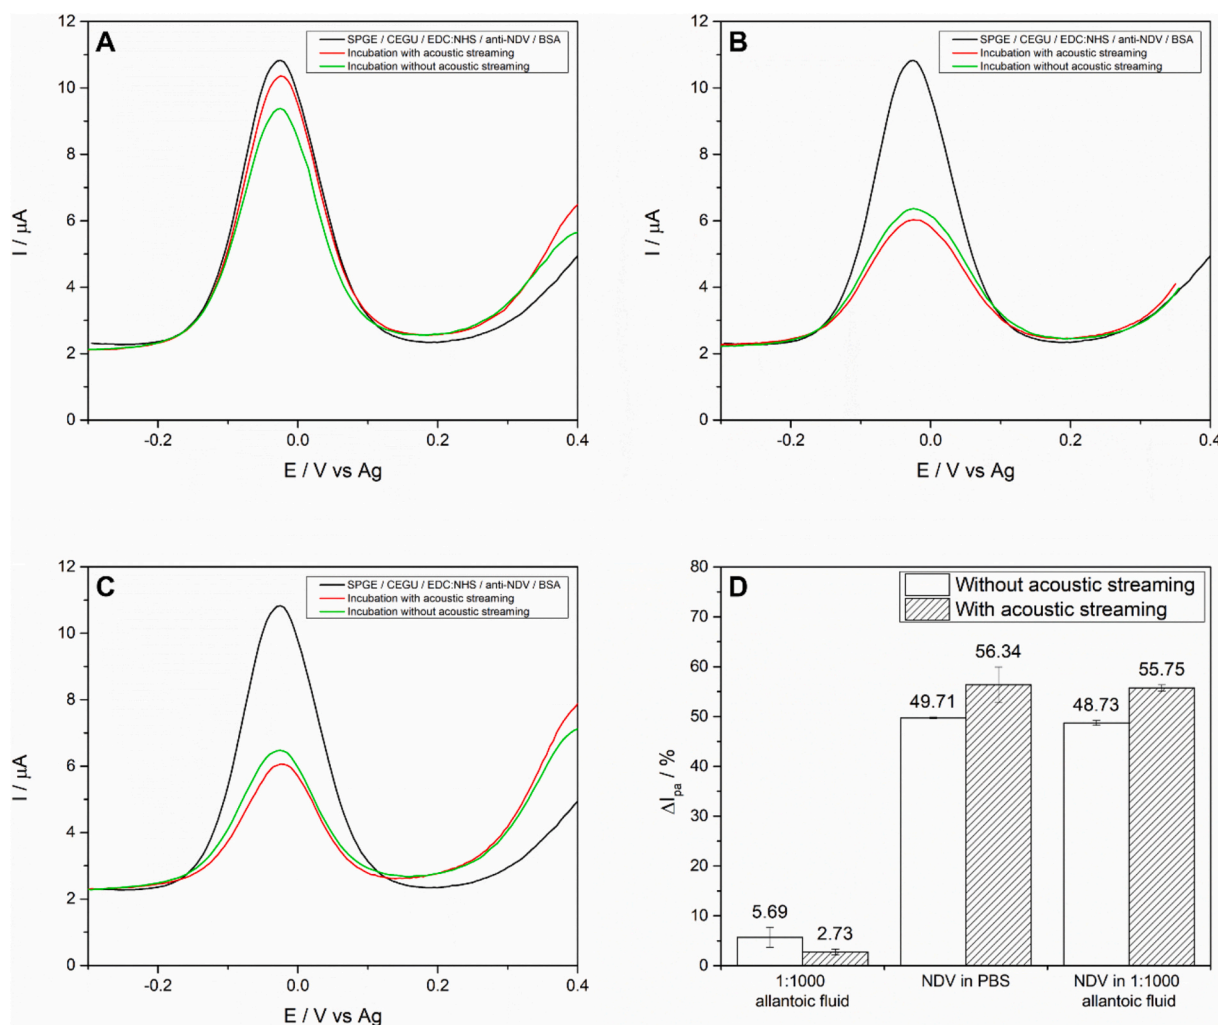 A
SPGE / CEGU / EDC:NHS / anti-NDV / BSA
Incubation with acoustic streaming
Incubation without acoustic streaming
I / μA
12
10
8
6
4
2
0
-0.2
0.0
0.2
0.4
E / V vs Ag
B
SPGE / CEGU / EDC:NHS / anti-NDV / BSA
Incubation with acoustic streaming
Incubation without acoustic streaming
I / μA
12
10
8
6
4
2
0
-0.2
0.0
0.2
0.4
E / V vs Ag
C
SPGE / CEGU / EDC:NHS / anti-NDV / BSA
Incubation with acoustic streaming
Incubation without acoustic streaming
I / μA
12
10
8
6
4
2
0
-0.2
0.0
0.2
0.4
E / V vs Ag
D
Without acoustic streaming
With acoustic streaming
ΔIpa / %
80
70
60
50
40
30
20
10
0
5.69
2.73
49.71
56.34
48.73
55.75
1:1000
allantoic fluid
NDV in PBS
NDV in 1:1000
allantoic fluid